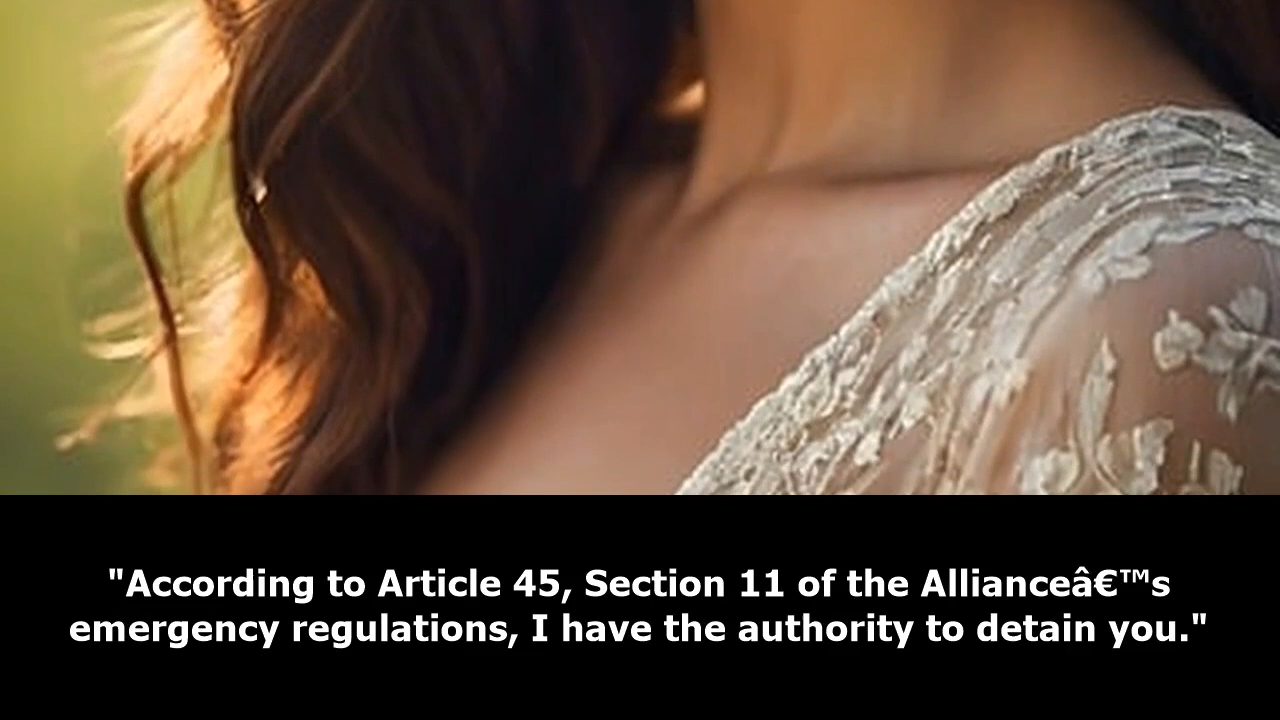 "According to Article 45, Section 11 of the Allianceâ€™s
emergency regulations, I have the authority to detain you."